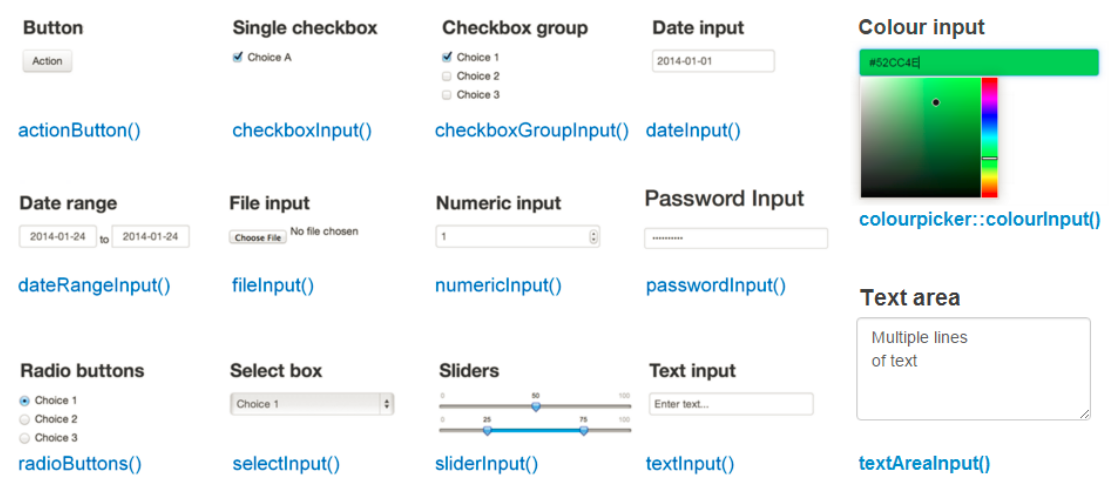 Button
Action
actionButton()
Single checkbox
Choice A
checkboxInput()
Checkbox group
Choice 1
Choice 2
Choice 3
checkboxGroupInput()
Date input
2014-01-01
dateInput()
Colour input
#52CC4E
colourpicker::colourInput()
Date range
2014-01-24 to 2014-01-24
dateRangeInput()
File input
Choose File No file chosen
fileInput()
Numeric input
1
numericInput()
Password Input
••••••••••
passwordInput()
Text area
Multiple lines
of text
textAreaInput()
Radio buttons
Choice 1
Choice 2
Choice 3
radioButtons()
Select box
Choice 1
selectInput()
Sliders
0 50 100
0 25 75 100
sliderInput()
Text input
Enter text...
textInput()